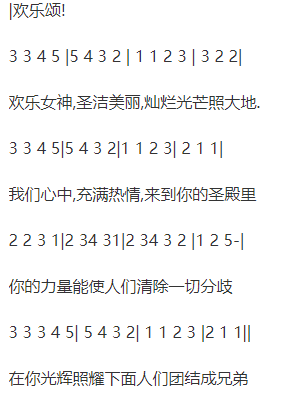 |欢乐颂!
3 3 4 5 |5 4 3 2 | 1 1 2 3 | 3 2 2|
欢乐女神,圣洁美丽,灿烂光芒照大地.
3 3 4 5|5 4 3 2|1 1 2 3| 2 1 1|
我们心中,充满热情,来到你的圣殿里
2 2 3 1|2 34 31|2 34 3 2 |1 2 5-|
你的力量能使人们清除一切分歧
3 3 3 4 5| 5 4 3 2| 1 1 2 3 |2 1 1||
在你光辉照耀下面人们团结成兄弟